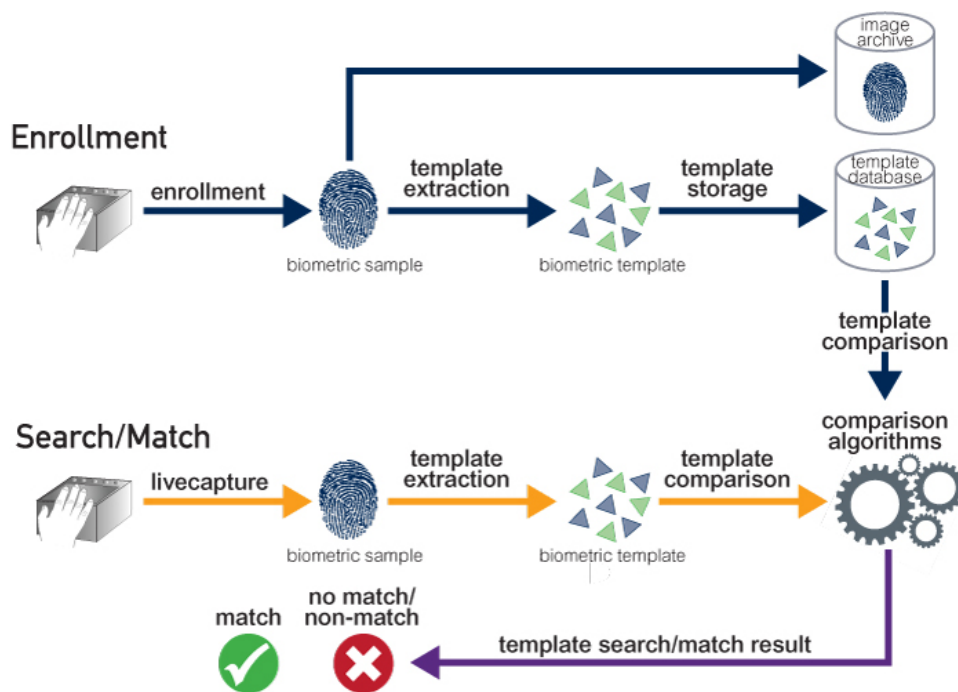 image
archive
Enrollment
enrollment
template
extraction
template
storage
template
database
biometric sample
biometric template
template
comparison
Search/Match
comparison
algorithms
livecapture
template
extraction
template
comparison
biometric sample
biometric template
match
no match/
non-match
template search/match result